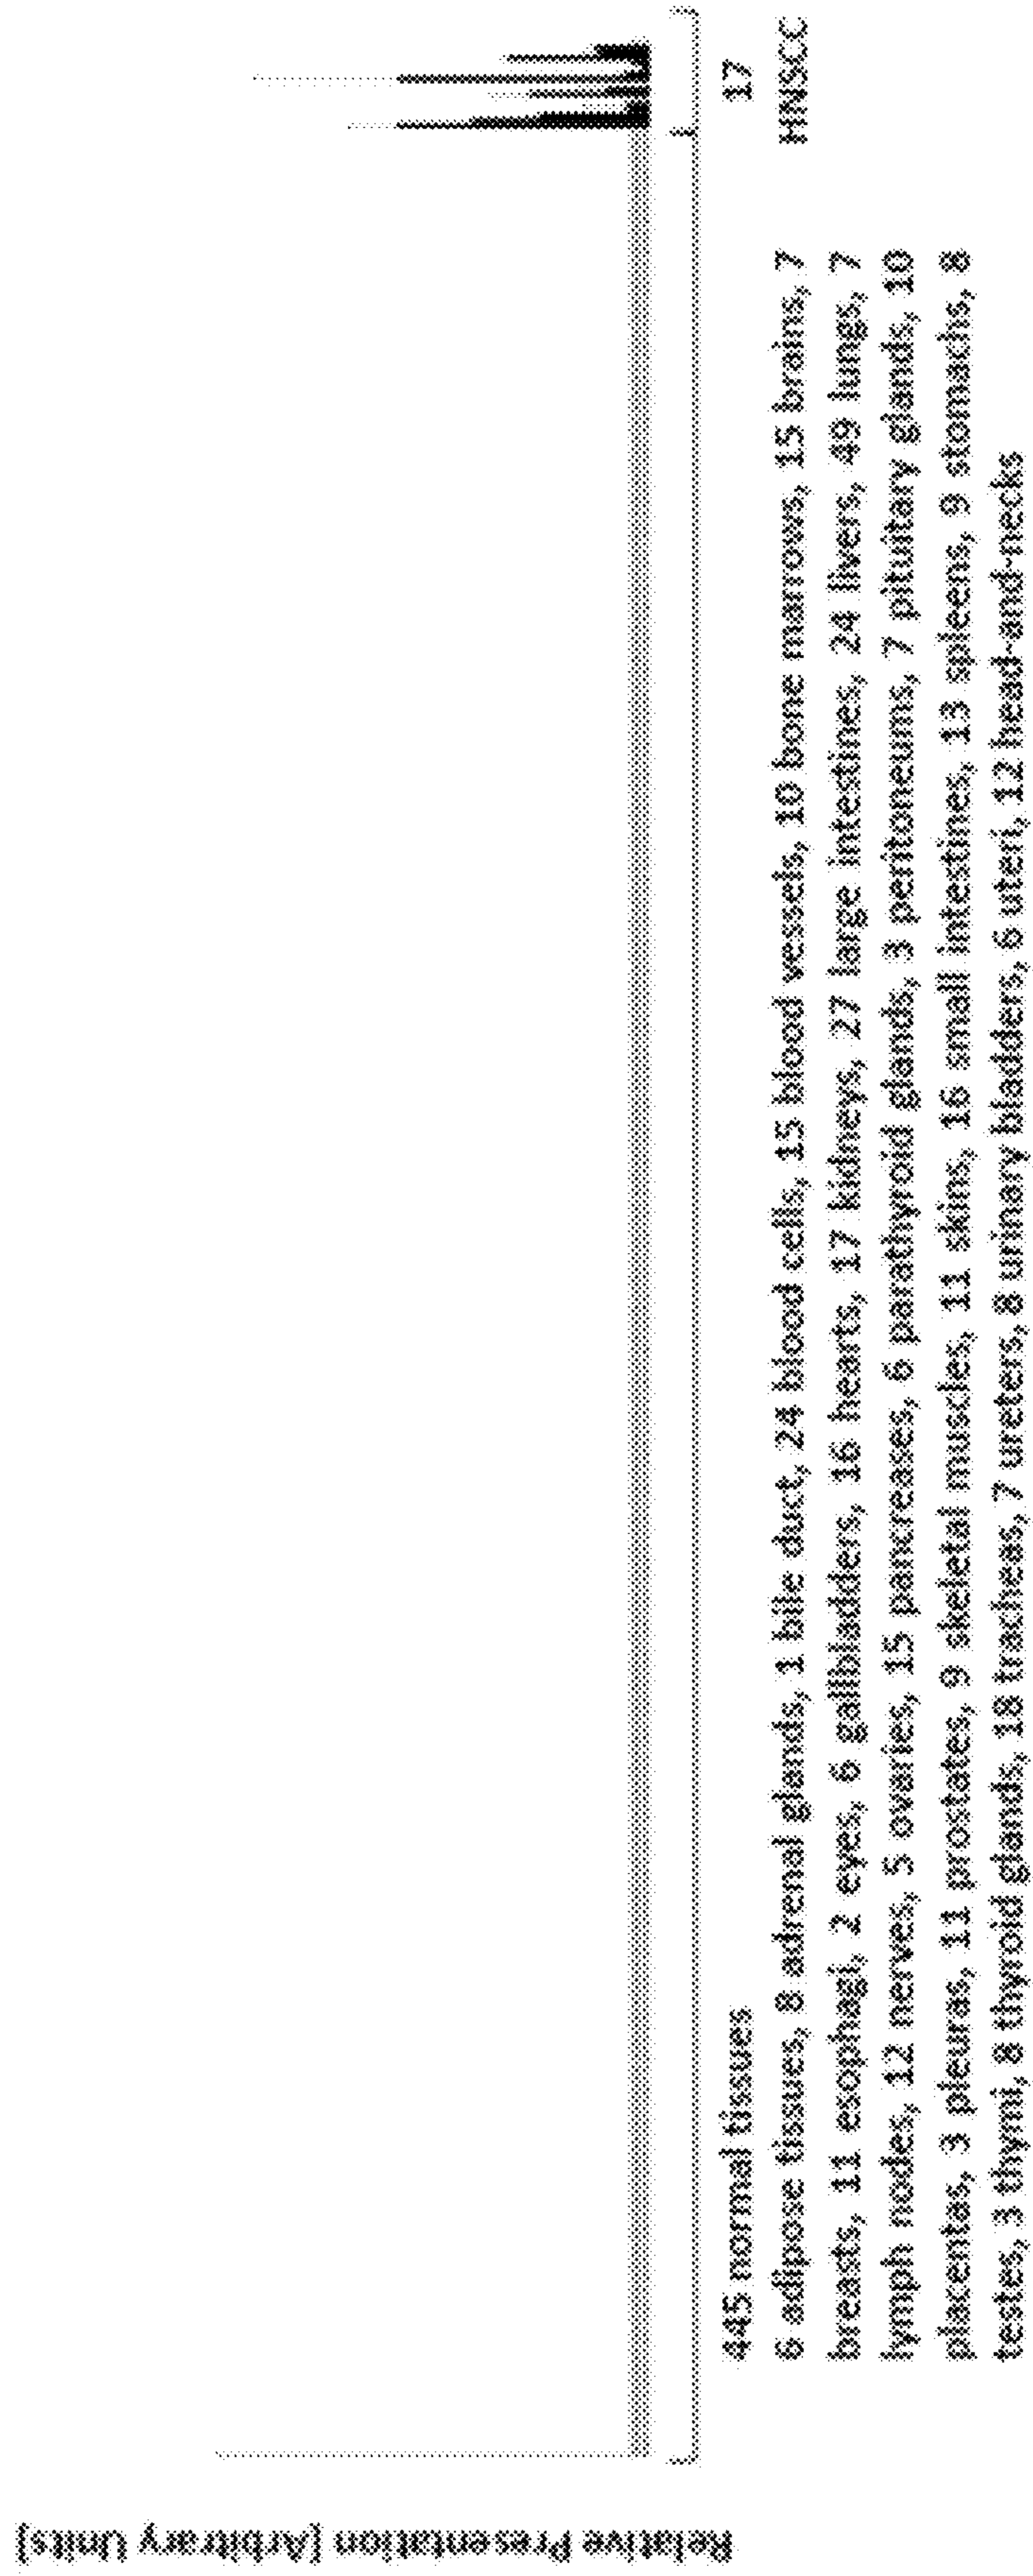 Relative Presentation [Arbitrary Units]
445 normal tissues
17
HNSCC
6 adipose tissues, 8 adrenal glands, 1 bile duct, 24 blood cells, 15 blood vessels, 10 bone marrows, 15 brains, 7
breasts, 11 esophagi, 2 eyes, 6 gallbladders, 16 hearts, 17 kidneys, 27 large intestines, 24 livers, 49 lungs, 7
lymph nodes, 12 nerves, 5 ovaries, 15 pancreases, 6 parathyroid glands, 3 peritoneums, 7 pituitary glands, 10
placentas, 3 pleuras, 11 prostates, 9 skeletal muscles, 11 skins, 16 small intestines, 13 spleens, 9 stomachs, 8
testes, 3 thymi, 8 thyroid glands, 18 tracheas, 7 ureters, 8 urinary bladders, 6 uteri, 12 head-and-necks